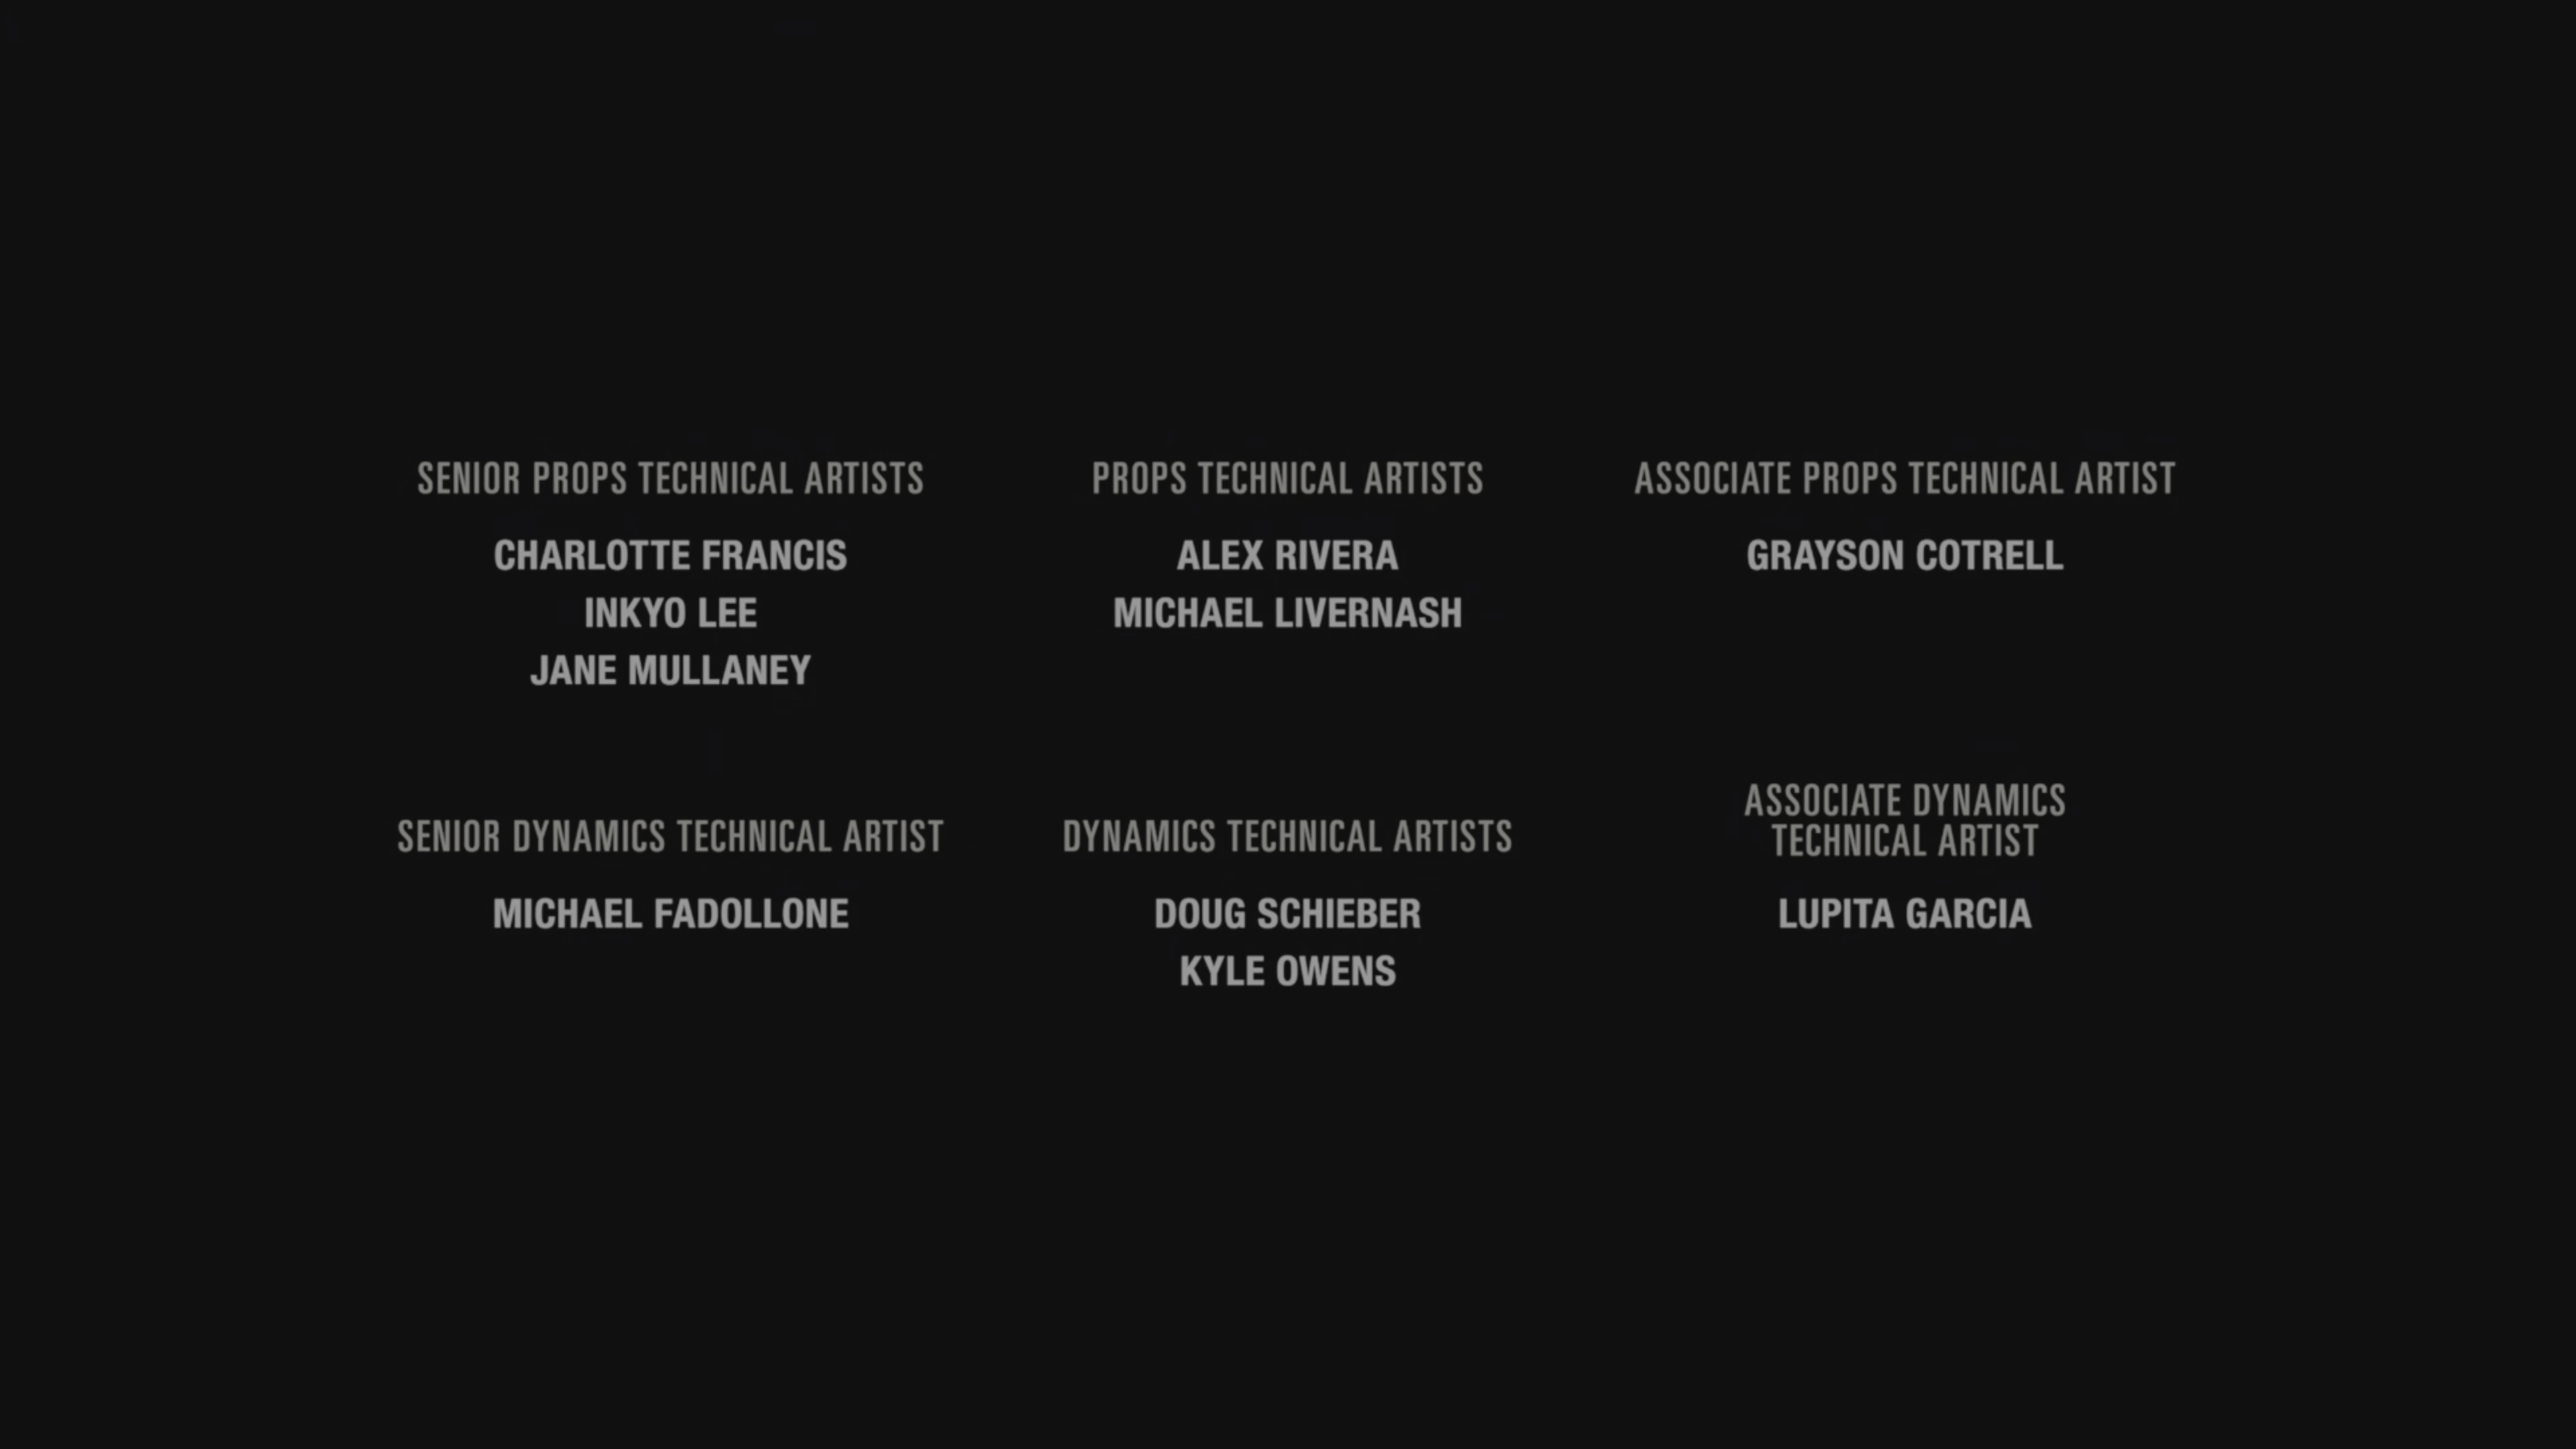 SENIOR PROPS TECHNICAL ARTISTS
CHARLOTTE FRANCIS
INKYO LEE
JANE MULLANEY
PROPS TECHNICAL ARTISTS
ALEX RIVERA
MICHAEL LIVERNASH
ASSOCIATE PROPS TECHNICAL ARTIST
GRAYSON COTRELL
SENIOR DYNAMICS TECHNICAL ARTIST
MICHAEL FADOLLONE
DYNAMICS TECHNICAL ARTISTS
DOUG SCHIEBER
KYLE OWENS
ASSOCIATE DYNAMICS
TECHNICAL ARTIST
LUPITA GARCIA